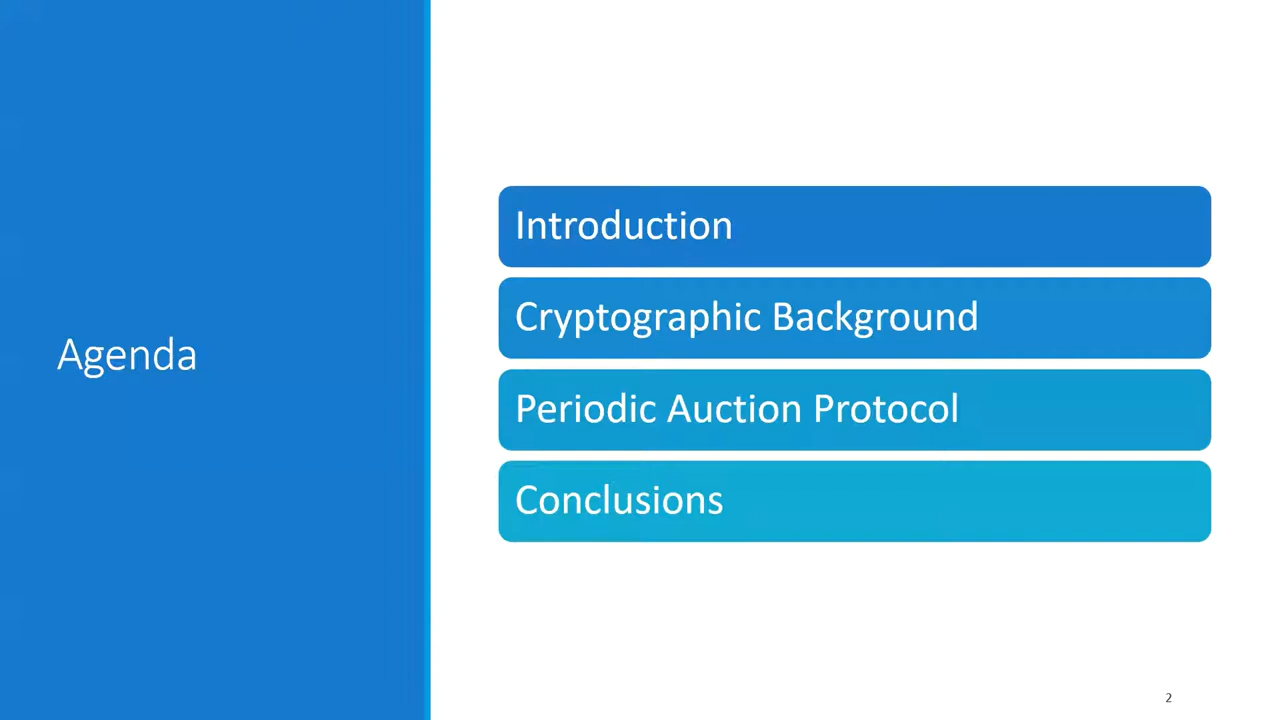 Agenda
Introduction
Cryptographic Background
Periodic Auction Protocol
Conclusions
2